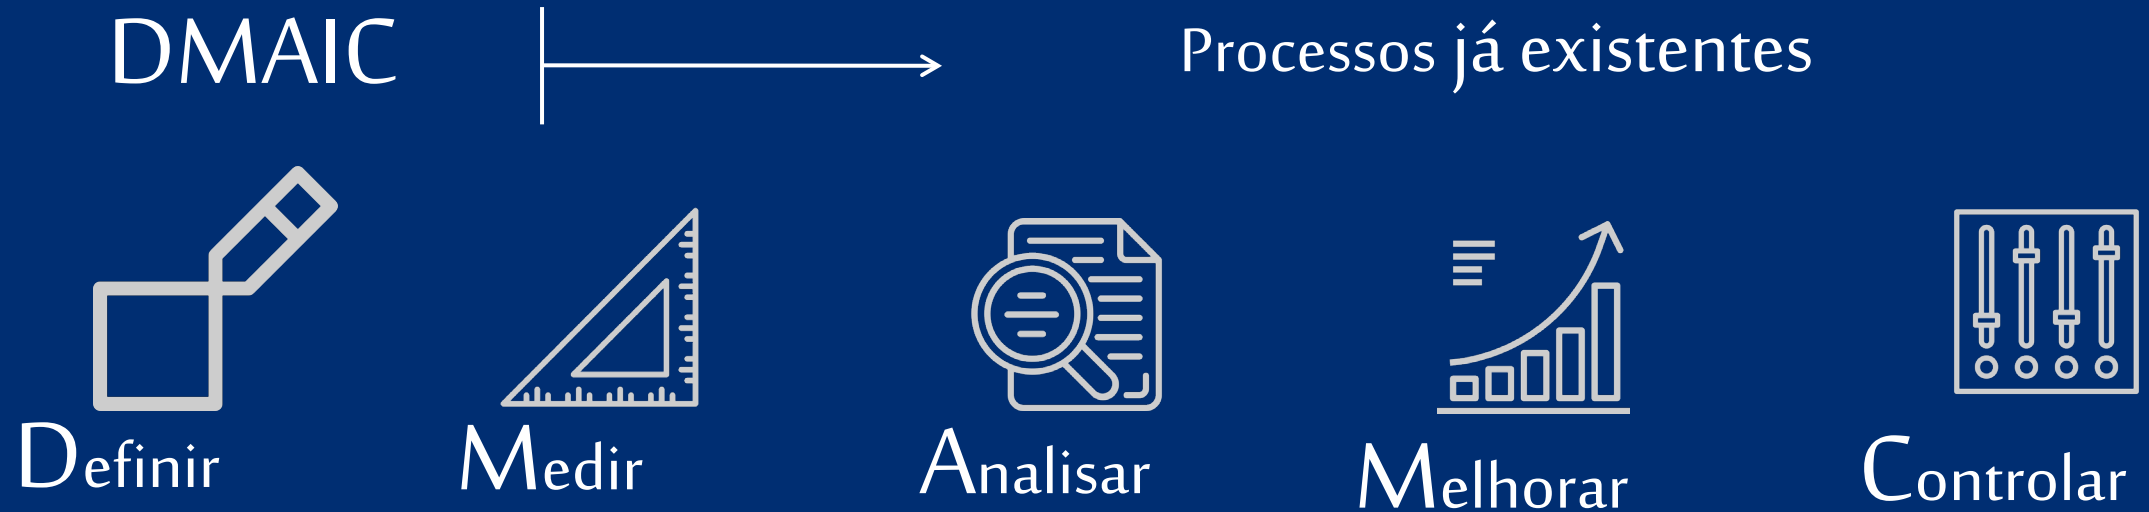 DMAIC
Processos já existentes
Definir
Medir
Analisar
Melhorar
Controlar